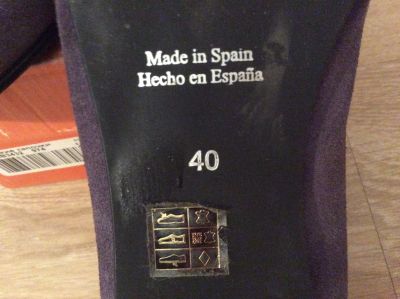 Made in Spain
Hecho en España
40